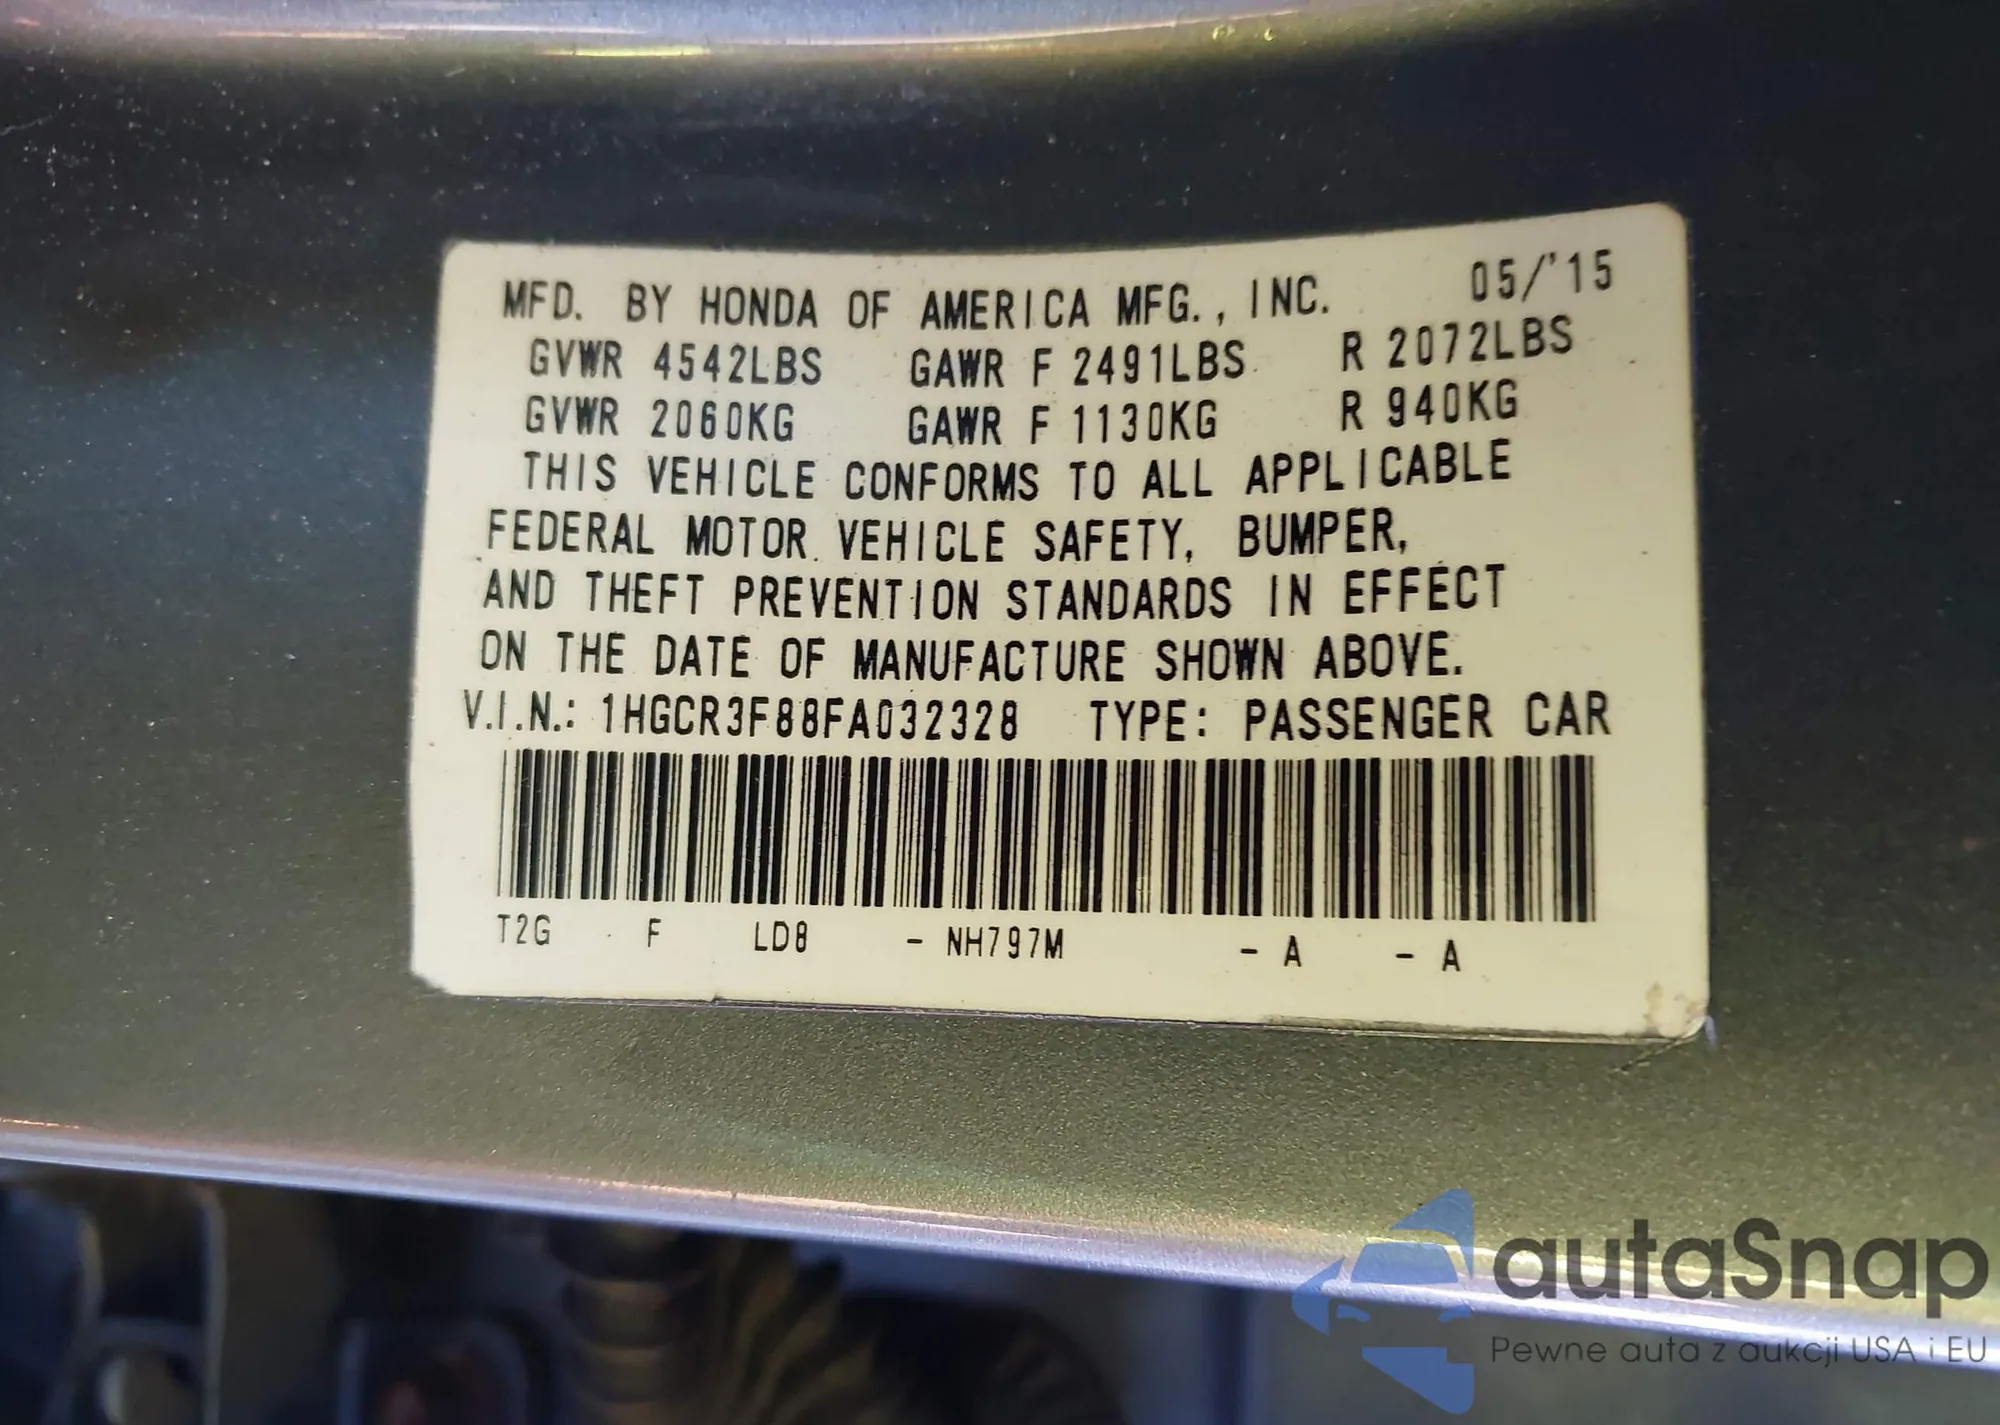 MFD. BY HONDA OF AMERICA MFG., INC. 05/'15
GVWR 4542LBS GAWR F 2491LBS R 2072LBS
GVWR 2060KG GAWR F 1130KG R 940KG
THIS VEHICLE CONFORMS TO ALL APPLICABLE
FEDERAL MOTOR VEHICLE SAFETY, BUMPER,
AND THEFT PREVENTION STANDARDS IN EFFECT
ON THE DATE OF MANUFACTURE SHOWN ABOVE.
V.I.N.: 1HGCR3F88FA032328 TYPE: PASSENGER CAR
T2G F LD8 - NH797M - A - A
autaSnap
Pewne auta z aukcji USA i EU